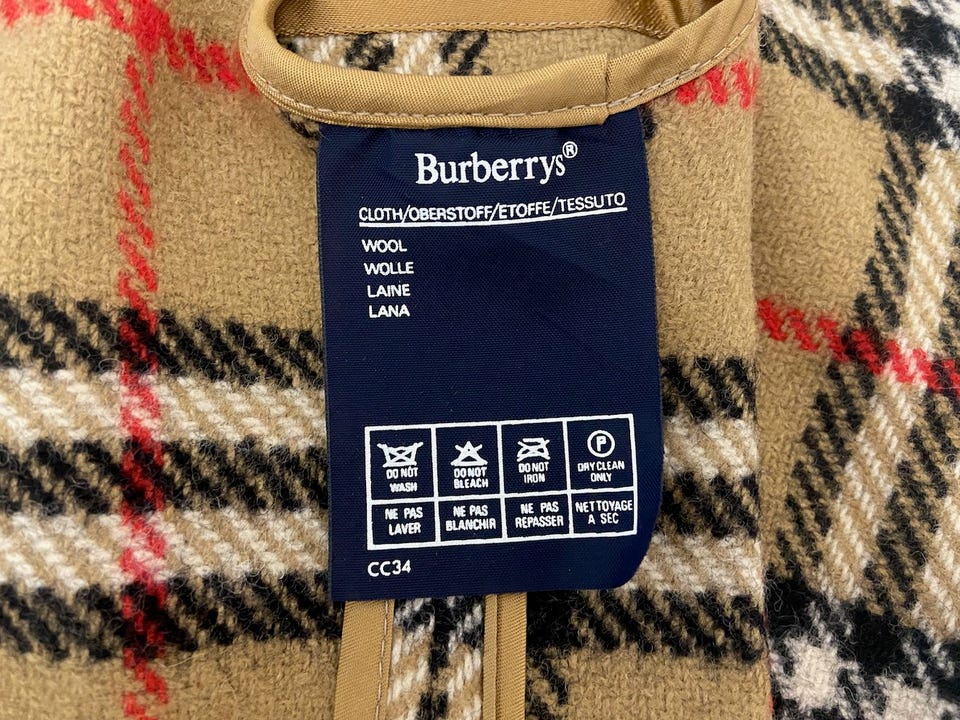 Burberrys®
CLOTH/OBERSTOFF/ETOFFE/TESSUTO
WOOL
WOLLE
LAINE
LANA
DO NOT WASH
DO NOT BLEACH
DO NOT IRON
P
DRY CLEAN ONLY
NE PAS LAVER
NE PAS BLANCHIR
NE PAS REPASSER
NETTOYAGE A SEC
CC34